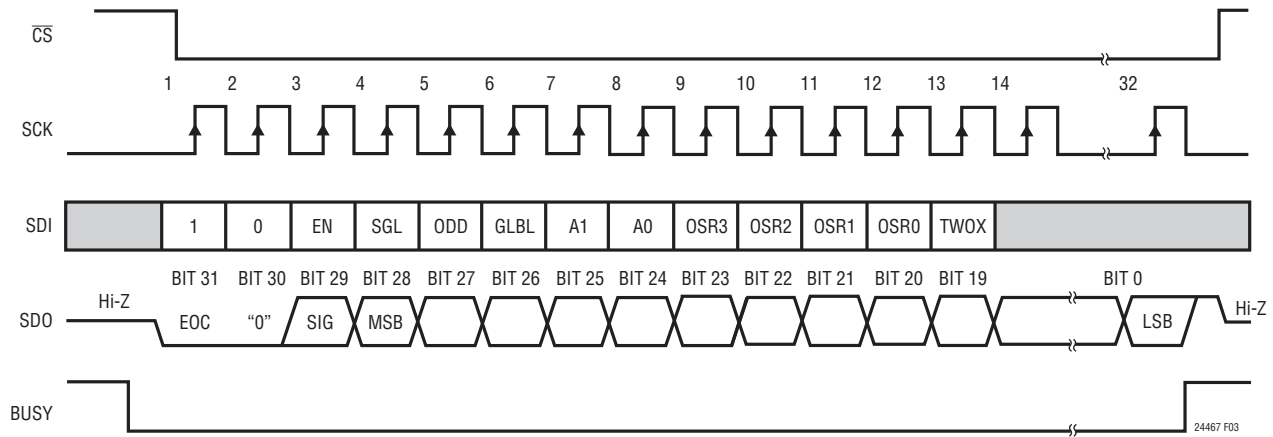 CS
1 2 3 4 5 6 7 8 9 10 11 12 13 14 32
SCK
SDI 1 0 EN SGL ODD GLBL A1 A0 OSR3 OSR2 OSR1 OSR0 TWOX
BIT 31 BIT 30 BIT 29 BIT 28 BIT 27 BIT 26 BIT 25 BIT 24 BIT 23 BIT 22 BIT 21 BIT 20 BIT 19 BIT 0
SDO Hi-Z EOC “0” SIG MSB LSB Hi-Z
BUSY
24467 F03